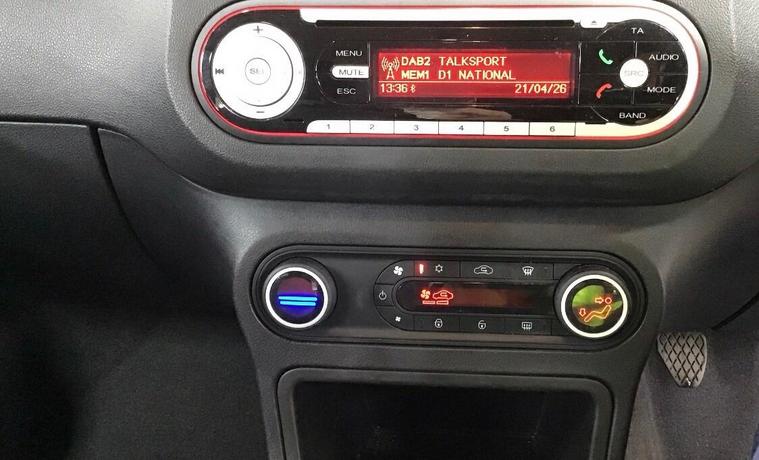 TA
MENU
AUDIO
DAB2 TALKSPORT
MUTE
SEL
SRC
MEM1 D1 NATIONAL
ESC
MODE
13:36
21/04/26
BAND
1 2 3 4 5 6